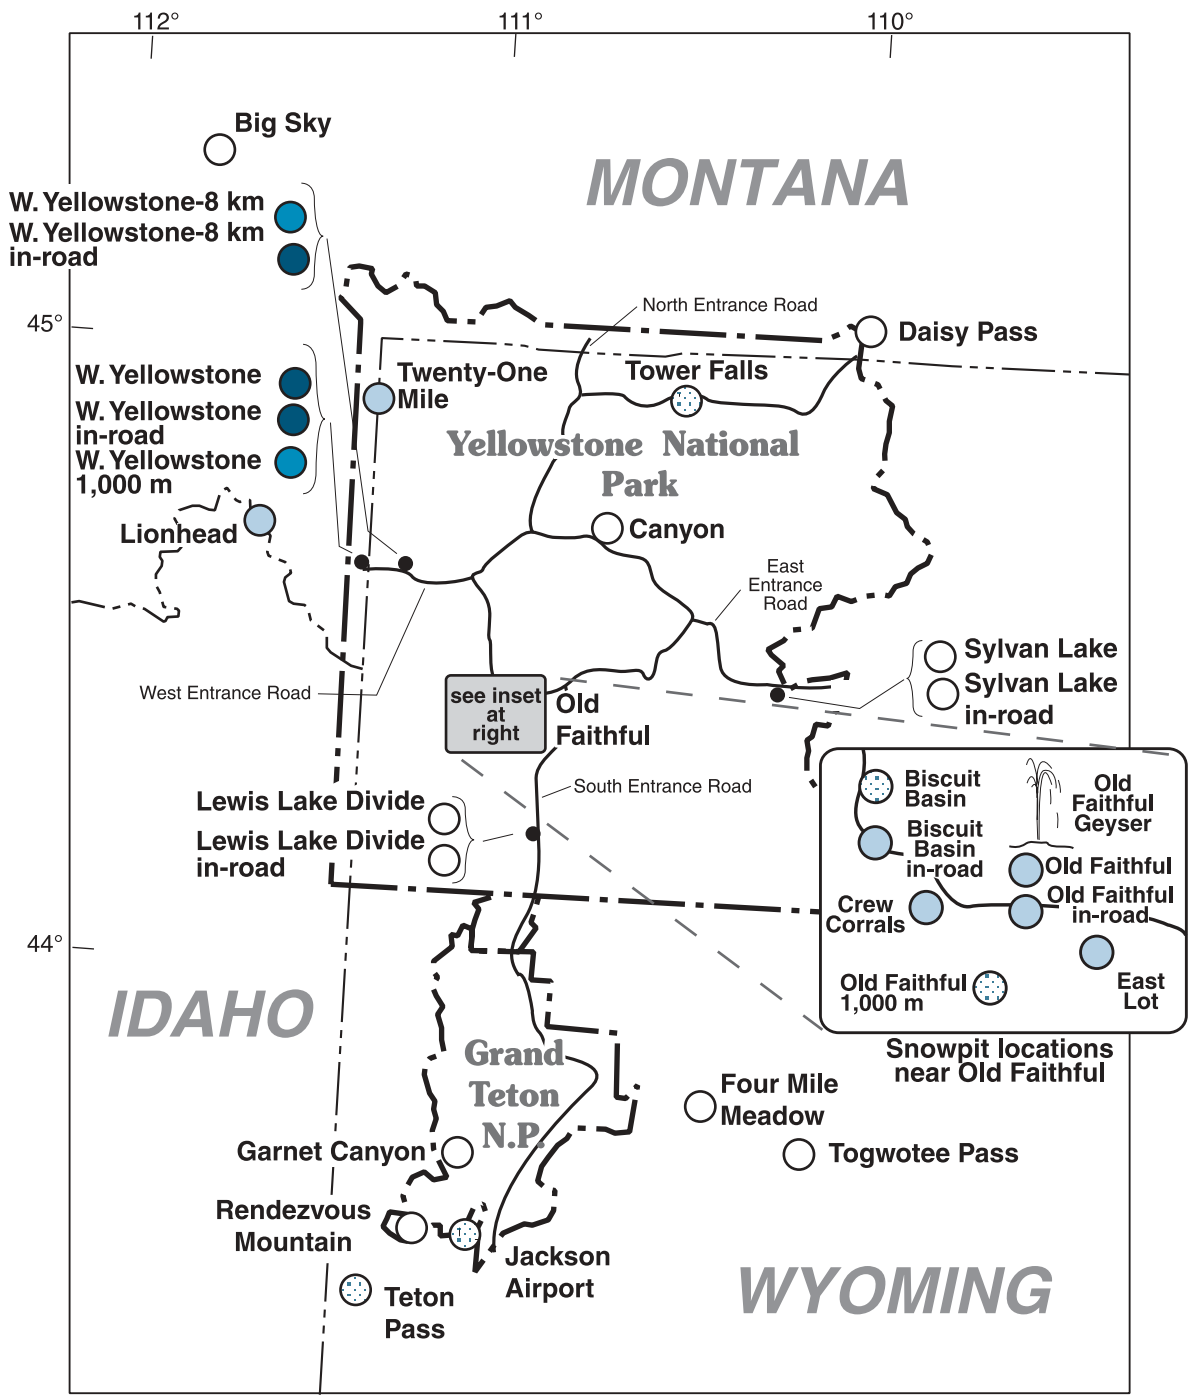 112°
111°
110°
Big Sky
MONTANA
W. Yellowstone-8 km
W. Yellowstone-8 km
in-road
North Entrance Road
45°
Daisy Pass
W. Yellowstone
W. Yellowstone
in-road
W. Yellowstone
1,000 m
Twenty-One
Mile
Tower Falls
Yellowstone National
Park
Lionhead
Canyon
East
Entrance
Road
Sylvan Lake
Sylvan Lake
in-road
West Entrance Road
see inset
at
right
Old
Faithful
South Entrance Road
Lewis Lake Divide
Lewis Lake Divide
in-road
Biscuit
Basin
Old
Faithful
Geyser
Biscuit
Basin
in-road
Old Faithful
Old Faithful
in-road
Crew
Corrals
East
Lot
Old Faithful
1,000 m
Snowpit locations
near Old Faithful
44°
IDAHO
Grand
Teton
N.P.
Four Mile
Meadow
Togwotee Pass
Garnet Canyon
Rendezvous
Mountain
Jackson
Airport
Teton
Pass
WYOMING